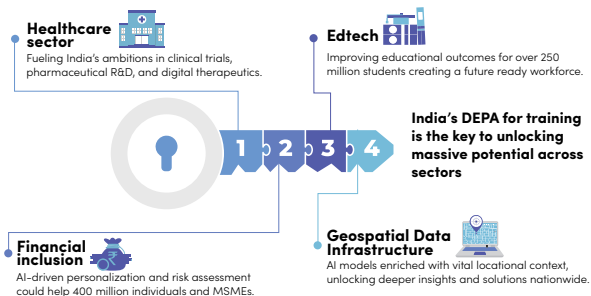 Healthcare
sector
Fueling India's ambitions in clinical trials,
pharmaceutical R&D, and digital therapeutics.
Edtech
Improving educational outcomes for over 250
million students creating a future ready workforce.
1 2 3 4
India's DEPA for training
is the key to unlocking
massive potential across
sectors
Financial
inclusion
AI-driven personalization and risk assessment
could help 400 million individuals and MSMEs.
Geospatial Data
Infrastructure
AI models enriched with vital locational context,
unlocking deeper insights and solutions nationwide.